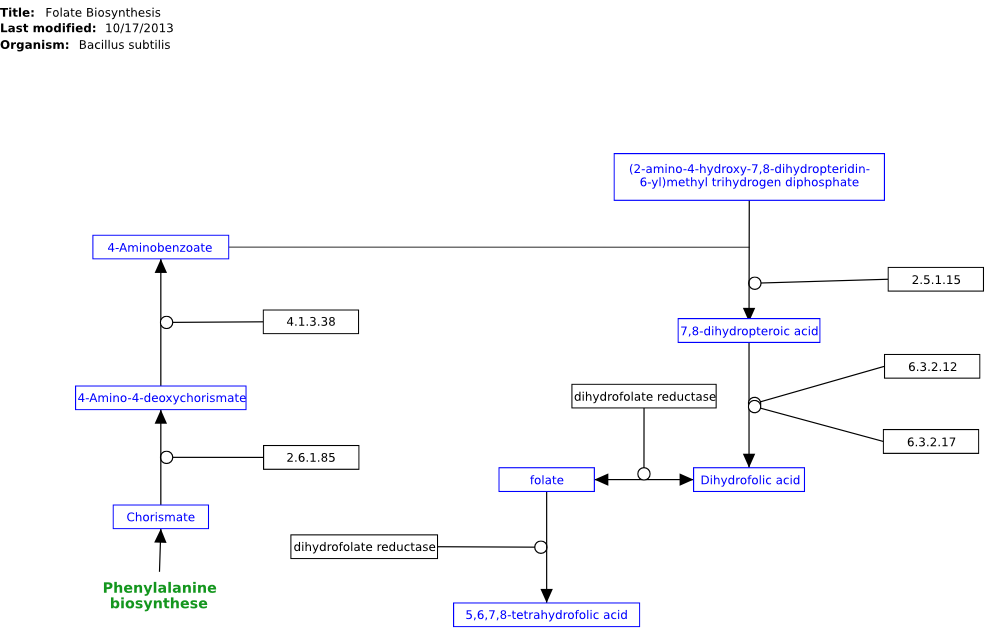 Title: Folate Biosynthesis
Last modified: 10/17/2013
Organism: Bacillus subtilis
(2-amino-4-hydroxy-7,8-dihydropteridin-
6-yl)methyl trihydrogen diphosphate
4-Aminobenzoate
2.5.1.15
4.1.3.38
7,8-dihydropteroic acid
6.3.2.12
4-Amino-4-deoxychorismate
dihydrofolate reductase
6.3.2.17
2.6.1.85
folate
Dihydrofolic acid
Chorismate
dihydrofolate reductase
Phenylalanine
biosynthese
5,6,7,8-tetrahydrofolic acid